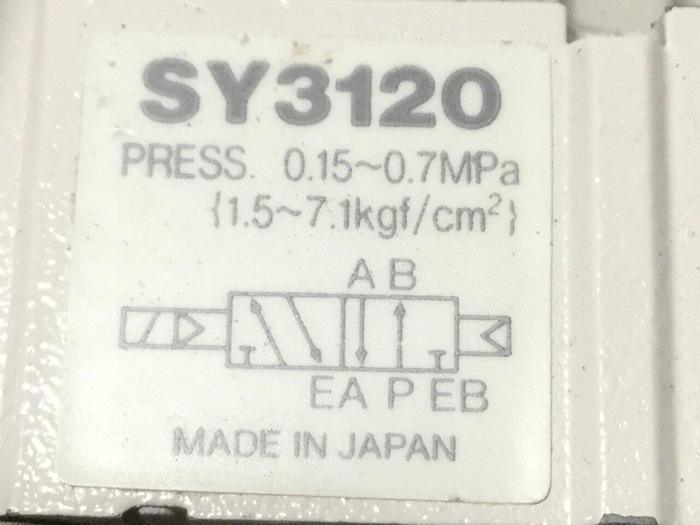 SY3120
PRESS. 0.15~0.7MPa
{1.5~7.1kgf/cm²}
A B
EA P EB
MADE IN JAPAN